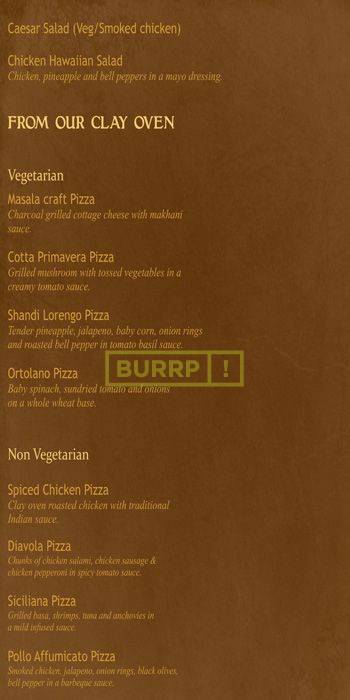 Caesar Salad (Veg/Smoked chicken)
Chicken Hawaiian Salad
Chicken, pineapple and bell peppers in a mayo dressing.
FROM OUR CLAY OVEN
Vegetarian
Masala craft Pizza
Charcoal grilled cottage cheese with makhani
sauce.
Cotta Primavera Pizza
Grilled mushroom with tossed vegetables in a
creamy tomato sauce.
Shandi Lorengo Pizza
Tender pineapple, jalapeno, baby corn, onion rings
and roasted bell pepper in tomato basil sauce.
BURRP!
Ortolano Pizza
Baby spinach, sundried tomato and onions
on a whole wheat base.
Non Vegetarian
Spiced Chicken Pizza
Clay oven roasted chicken with traditional
Indian sauce.
Diavola Pizza
Chunks of chicken salami, chicken sausage &
chicken pepperoni in spicy tomato sauce.
Siciliana Pizza
Grilled basa, shrimps, tuna and anchovies in
a mild infused sauce.
Pollo Affumicato Pizza
Smoked chicken, jalapeno, onion rings, black olives,
bell pepper in a barbeque sauce.